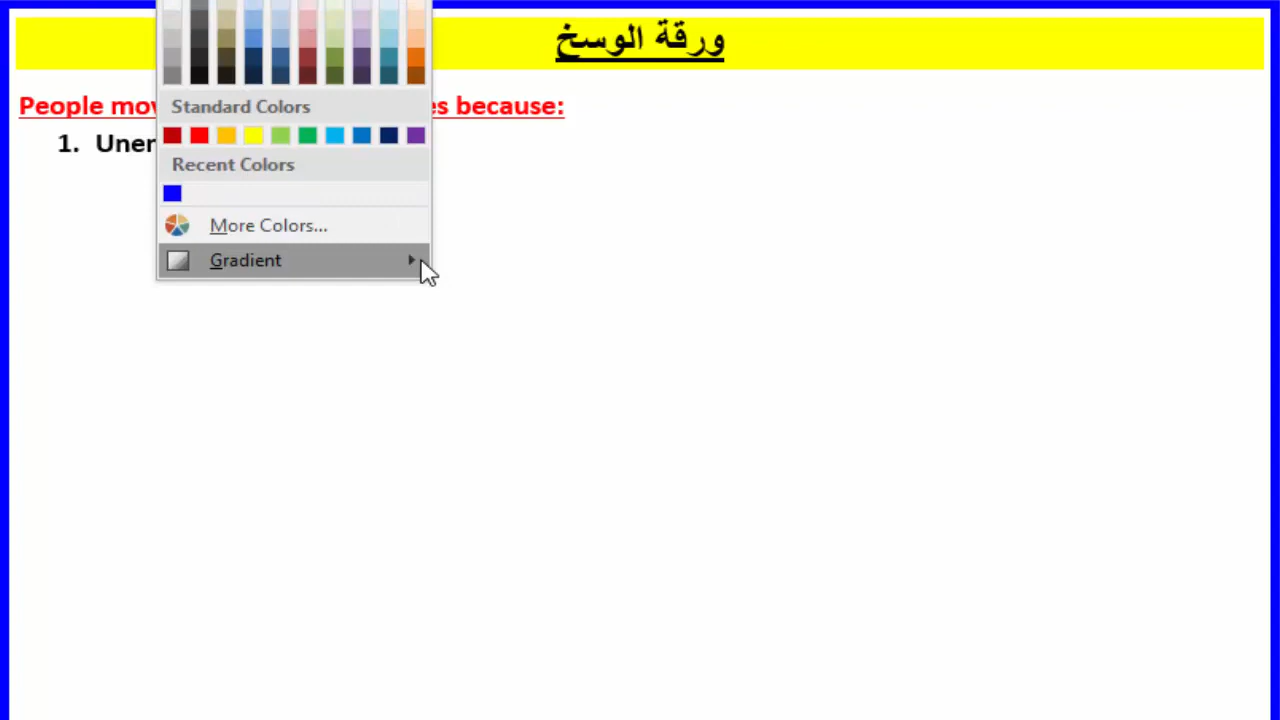 ورقة الوسخ
People mov es because:
1. Uner
Standard Colors
Recent Colors
More Colors...
Gradient